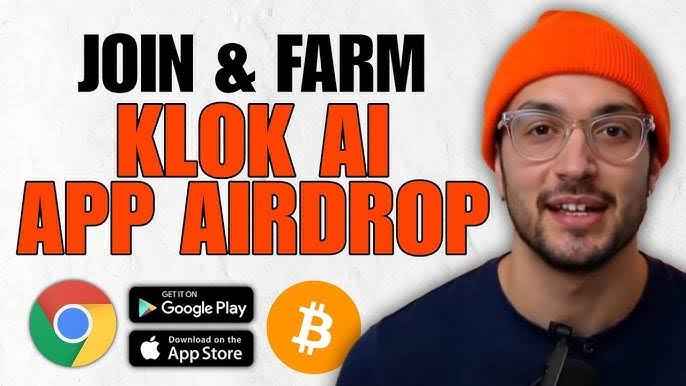 JOIN & FARM
KLOK AI
APP AIRDROP
GET IT ON
Google Play
Download on the
App Store